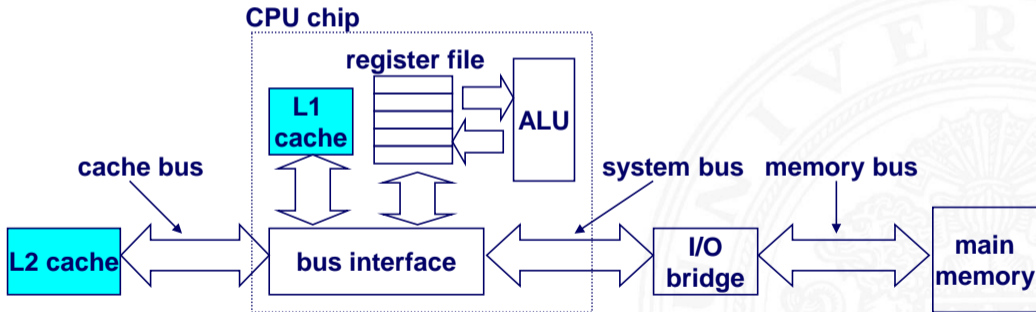 CPU chip
register file
L1
cache
ALU
cache bus
system bus
memory bus
L2 cache
bus interface
I/O
bridge
main
memory
IVER